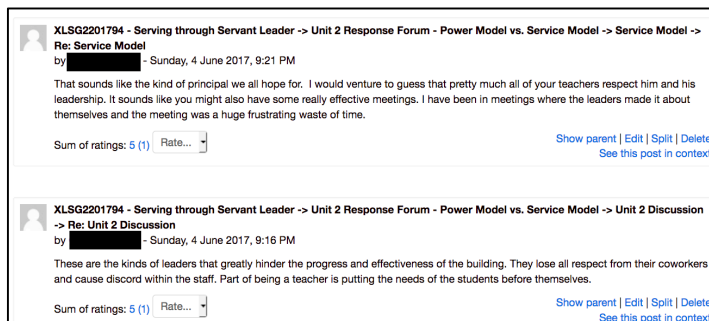 XLSG2201794 - Serving through Servant Leader -> Unit 2 Response Forum - Power Model vs. Service Model -> Service Model ->
Re: Service Model
by - Sunday, 4 June 2017, 9:21 PM
That sounds like the kind of principal we all hope for. I would venture to guess that pretty much all of your teachers respect him and his
leadership. It sounds like you might also have some really effective meetings. I have been in meetings where the leaders made it about
themselves and the meeting was a huge frustrating waste of time.
Sum of ratings: 5 (1) Rate... Show parent | Edit | Split | Delete
See this post in context
XLSG2201794 - Serving through Servant Leader -> Unit 2 Response Forum - Power Model vs. Service Model -> Unit 2 Discussion
-> Re: Unit 2 Discussion
by - Sunday, 4 June 2017, 9:16 PM
These are the kinds of leaders that greatly hinder the progress and effectiveness of the building. They lose all respect from their coworkers
and cause discord within the staff. Part of being a teacher is putting the needs of the students before themselves.
Sum of ratings: 5 (1) Rate... Show parent | Edit | Split | Delete
See this post in context